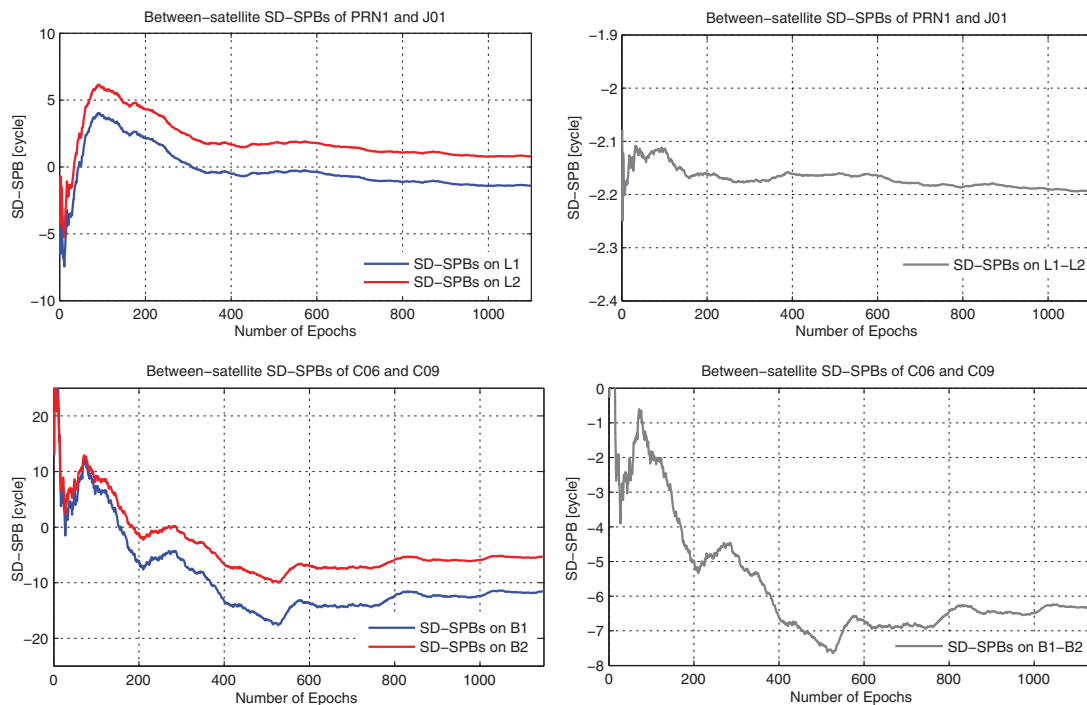 Between-satellite SD-SPBs of PRN1 and J01
10
5
0
-5
-10
SD-SPB [cycle]
SD-SPBs on L1
SD-SPBs on L2
0 200 400 600 800 1000
Number of Epochs
Between-satellite SD-SPBs of PRN1 and J01
-1.9
-2
-2.1
-2.2
-2.3
-2.4
SD-SPB [cycle]
SD-SPBs on L1-L2
0 200 400 600 800 1000
Number of Epochs
Between-satellite SD-SPBs of C06 and C09
20
10
0
-10
-20
SD-SPB [cycle]
SD-SPBs on B1
SD-SPBs on B2
0 200 400 600 800 1000
Number of Epochs
Between-satellite SD-SPBs of C06 and C09
0
-1
-2
-3
-4
-5
-6
-7
-8
SD-SPB [cycle]
SD-SPBs on B1-B2
0 200 400 600 800 1000
Number of Epochs